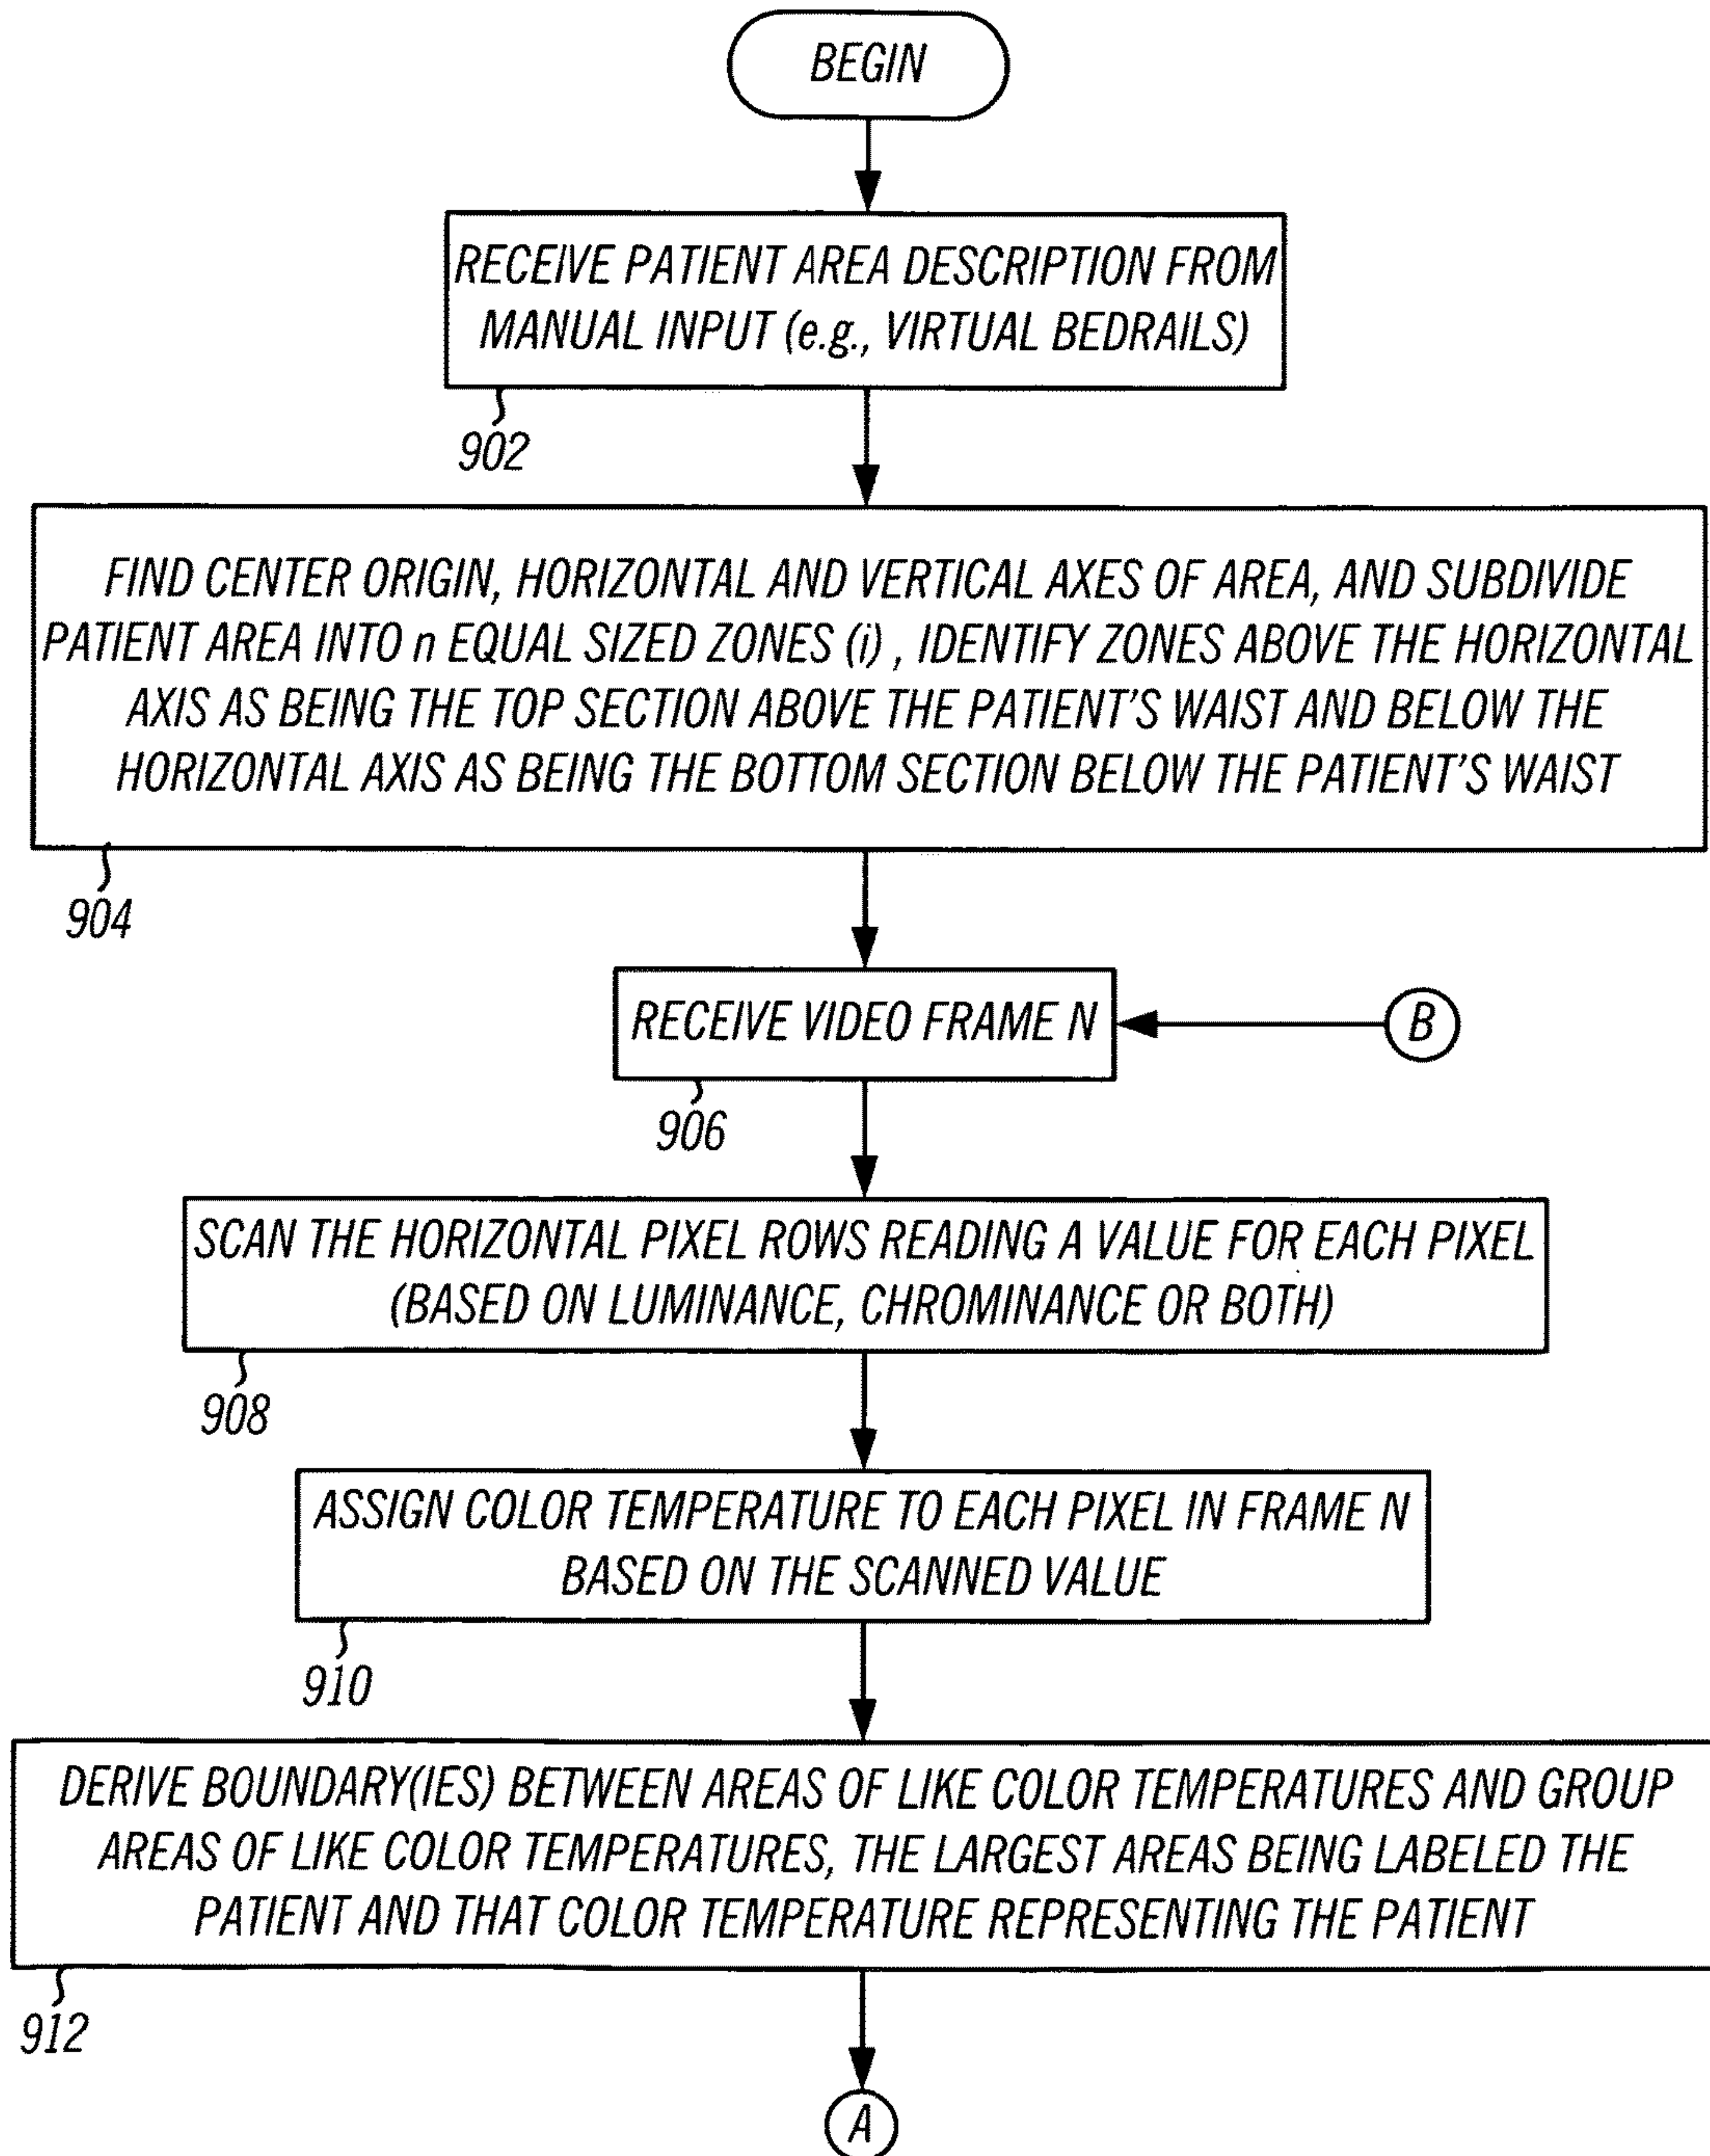 BEGIN
RECEIVE PATIENT AREA DESCRIPTION FROM
MANUAL INPUT (e.g., VIRTUAL BEDRAILS)
902
FIND CENTER ORIGIN, HORIZONTAL AND VERTICAL AXES OF AREA, AND SUBDIVIDE
PATIENT AREA INTO n EQUAL SIZED ZONES (i) , IDENTIFY ZONES ABOVE THE HORIZONTAL
AXIS AS BEING THE TOP SECTION ABOVE THE PATIENT'S WAIST AND BELOW THE
HORIZONTAL AXIS AS BEING THE BOTTOM SECTION BELOW THE PATIENT'S WAIST
904
RECEIVE VIDEO FRAME N
B
906
SCAN THE HORIZONTAL PIXEL ROWS READING A VALUE FOR EACH PIXEL
(BASED ON LUMINANCE, CHROMINANCE OR BOTH)
908
ASSIGN COLOR TEMPERATURE TO EACH PIXEL IN FRAME N
BASED ON THE SCANNED VALUE
910
DERIVE BOUNDARY(IES) BETWEEN AREAS OF LIKE COLOR TEMPERATURES AND GROUP
AREAS OF LIKE COLOR TEMPERATURES, THE LARGEST AREAS BEING LABELED THE
PATIENT AND THAT COLOR TEMPERATURE REPRESENTING THE PATIENT
912
A